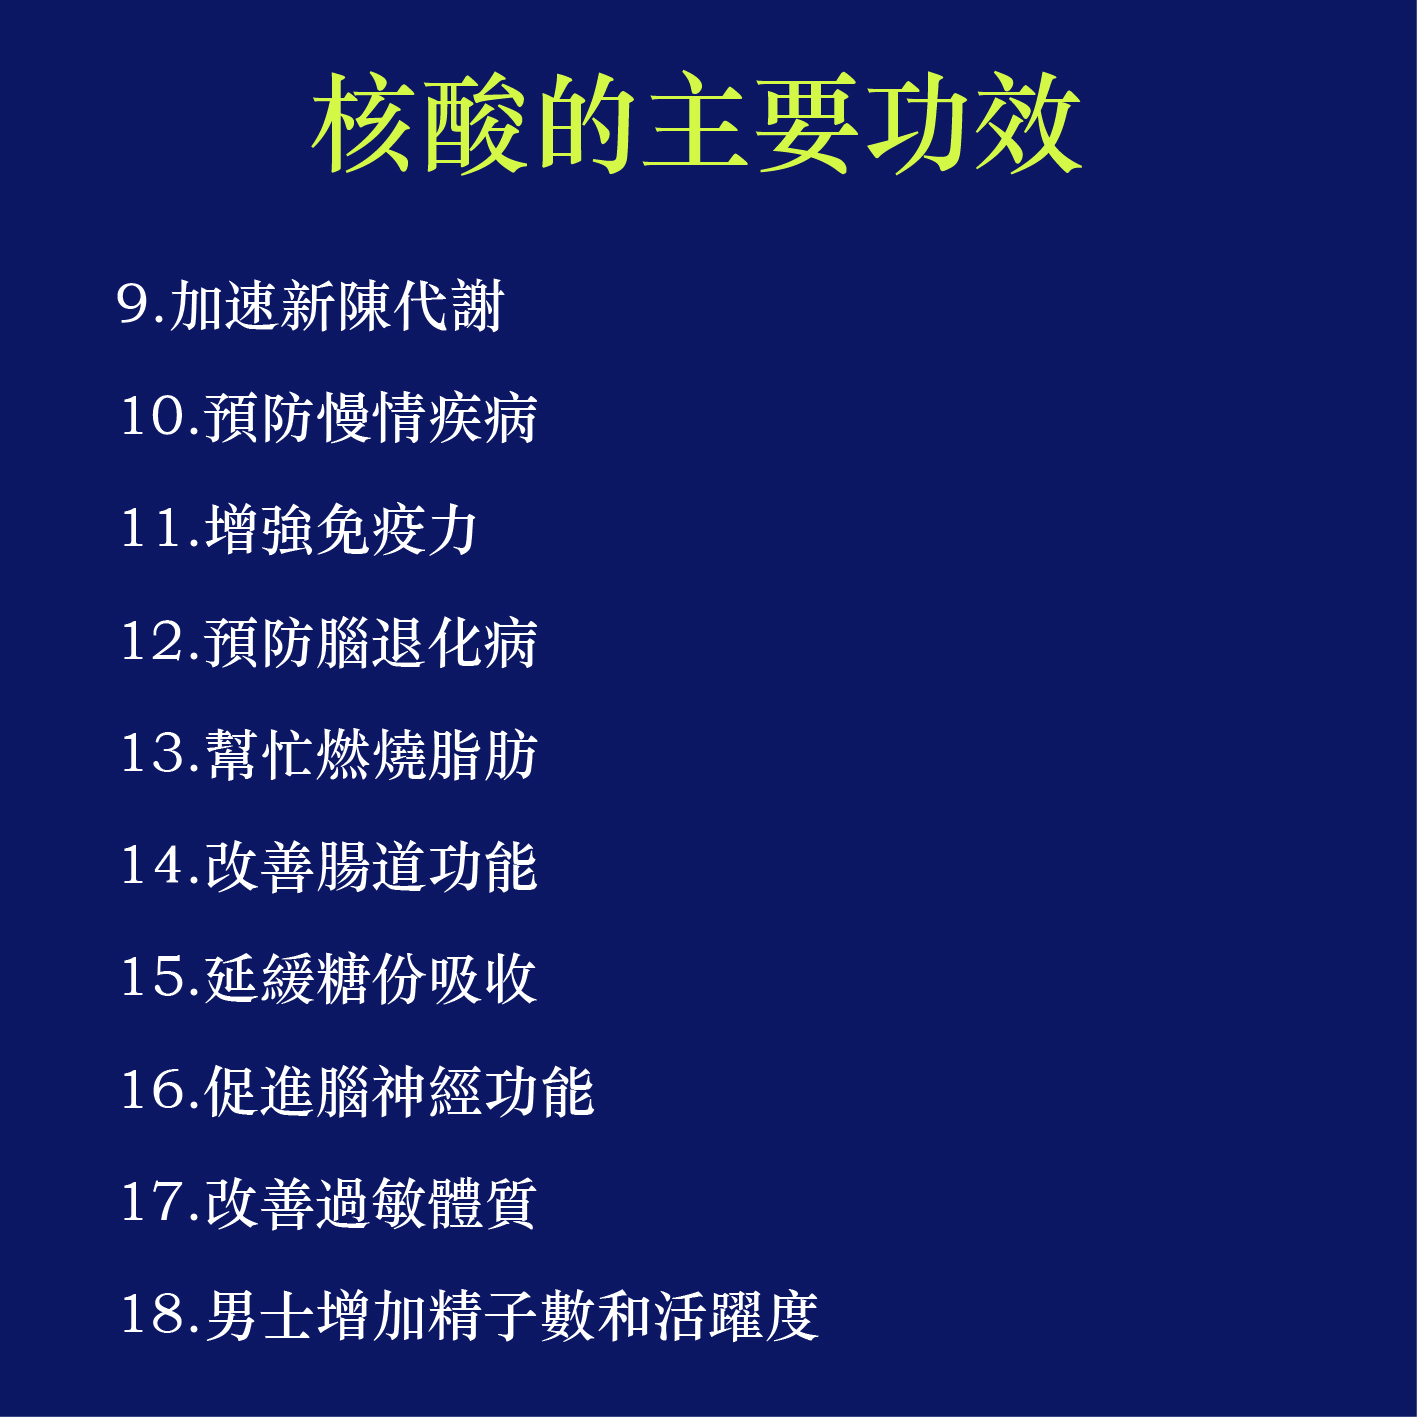 核酸的主要功效
9.加速新陳代謝
10.預防慢情疾病
11.增強免疫力
12.預防腦退化病
13.幫忙燃燒脂肪
14.改善腸道功能
15.延緩糖份吸收
16.促進腦神經功能
17.改善過敏體質
18.男士增加精子數和活躍度